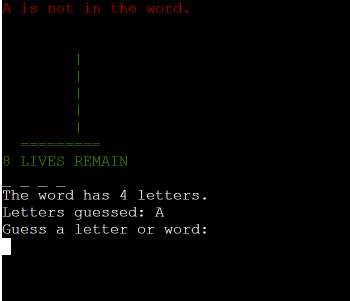 A is not in the word.
|
|
|
|
|
=========
8 LIVES REMAIN
_ _ _ _
The word has 4 letters.
Letters guessed: A
Guess a letter or word: